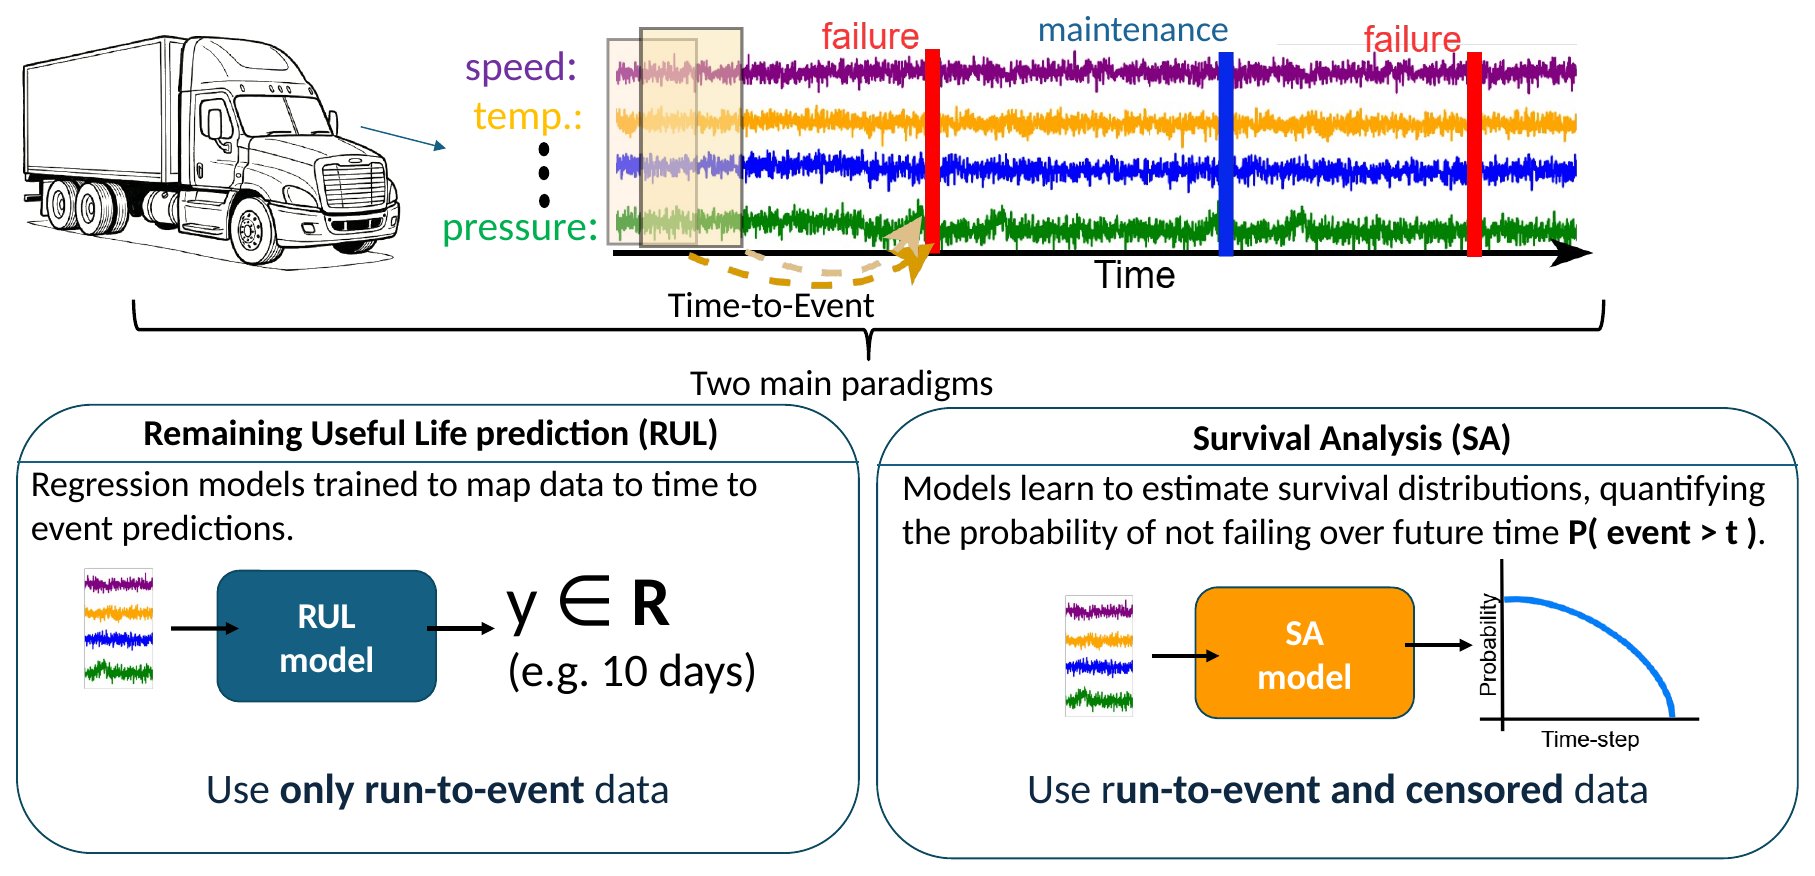 failure
maintenance
failure
speed:
temp.:
pressure:
Time
Time-to-Event
Two main paradigms
Remaining Useful Life prediction (RUL)
Regression models trained to map data to time to
event predictions.
RUL
model
y ∈ R
(e.g. 10 days)
Use only run-to-event data
Survival Analysis (SA)
Models learn to estimate survival distributions, quantifying
the probability of not failing over future time P( event > t ).
SA
model
Probability
Time-step
Use run-to-event and censored data